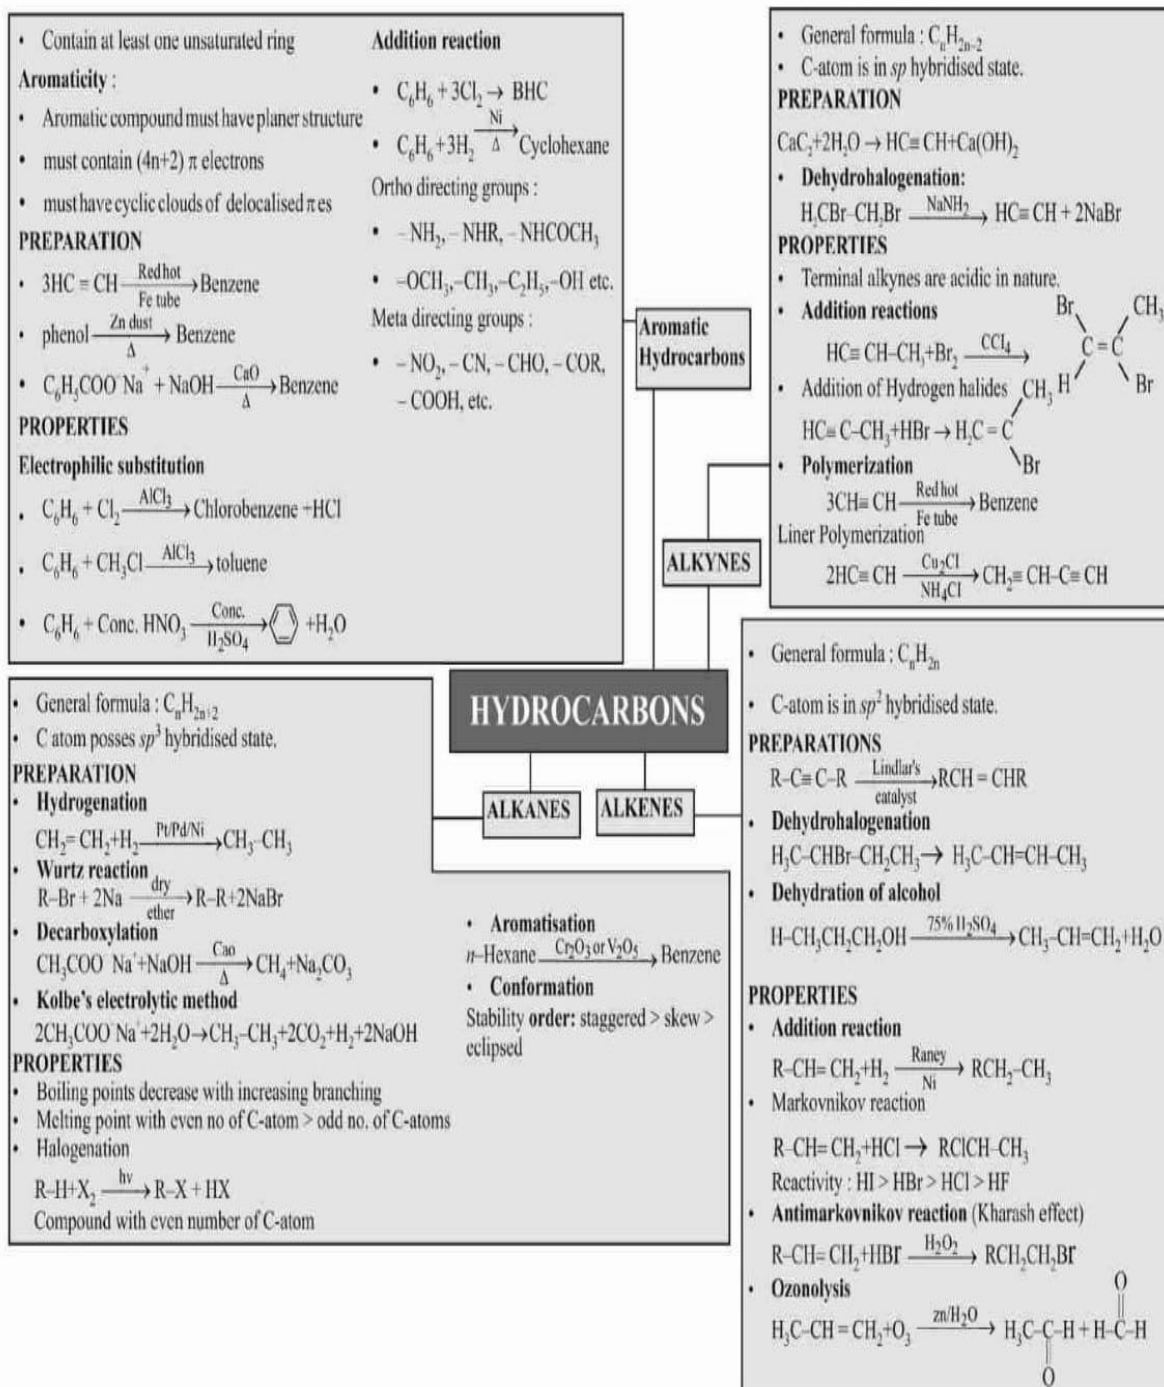 • Contain at least one unsaturated ring
Aromaticity :
• Aromatic compound must have planer structure
• must contain (4n+2) π electrons
• must have cyclic clouds of delocalised π es
PREPARATION
• 3HC ≡ CH —Red hot / Fe tube→ Benzene
• phenol —Zn dust / Δ→ Benzene
• C₆H₅COO⁻Na⁺ + NaOH —CaO / Δ→ Benzene
PROPERTIES
Electrophilic substitution
• C₆H₆ + Cl₂ —AlCl₃→ Chlorobenzene +HCl
• C₆H₆ + CH₃Cl —AlCl₃→ toluene
• C₆H₆ + Conc. HNO₃ —Conc. / H₂SO₄→ +H₂O
Addition reaction
• C₆H₆ + 3Cl₂ → BHC
• C₆H₆+3H₂ —Ni / Δ→ Cyclohexane
Ortho directing groups :
• –NH₂, –NHR, –NHCOCH₃
• –OCH₃,–CH₃,–C₂H₅,–OH etc.
Meta directing groups :
• –NO₂, –CN, –CHO, –COR,
–COOH, etc.
Aromatic
Hydrocarbons
• General formula : CₙH₂ₙ₋₂
• C-atom is in sp hybridised state.
PREPARATION
CaC₂+2H₂O → HC≡CH+Ca(OH)₂
• Dehydrohalogenation:
H₂CBr–CH₂Br —NaNH₂→ HC≡CH + 2NaBr
PROPERTIES
• Terminal alkynes are acidic in nature.
• Addition reactions
HC≡CH–CH₃+Br₂ —CCl₄→
Br CH₃
C=C
H Br
• Addition of Hydrogen halides
HC≡C–CH₃+HBr → H₂C=C
CH₃
Br
• Polymerization
3CH≡CH —Red hot / Fe tube→ Benzene
Liner Polymerization
2HC≡CH —Cu₂Cl / NH₄Cl→ CH₂≡CH–C≡CH
ALKYNES
HYDROCARBONS
ALKANES
ALKENES
• General formula : CₙH₂ₙ₊₂
• C atom posses sp³ hybridised state.
PREPARATION
• Hydrogenation
CH₂=CH₂+H₂ —Pt/Pd/Ni→ CH₃–CH₃
• Wurtz reaction
R–Br + 2Na —dry / ether→ R–R+2NaBr
• Decarboxylation
CH₃COO⁻Na⁺+NaOH —Cao / Δ→ CH₄+Na₂CO₃
• Kolbe's electrolytic method
2CH₃COO⁻Na⁺+2H₂O→CH₃–CH₃+2CO₂+H₂+2NaOH
PROPERTIES
• Boiling points decrease with increasing branching
• Melting point with even no of C-atom > odd no. of C-atoms
• Halogenation
R–H+X₂ —hv→ R–X + HX
Compound with even number of C-atom
• Aromatisation
n–Hexane —Cr₂O₃ or V₂O₅→ Benzene
• Conformation
Stability order: staggered > skew >
eclipsed
• General formula : CₙH₂ₙ
• C-atom is in sp² hybridised state.
PREPARATIONS
R–C≡C–R —Lindlar's / catalyst→ RCH=CHR
• Dehydrohalogenation
H₃C–CHBr–CH₂CH₃→ H₃C–CH=CH–CH₃
• Dehydration of alcohol
H–CH₃CH₂CH₂OH —75% H₂SO₄→ CH₃–CH=CH₂+H₂O
PROPERTIES
• Addition reaction
R–CH=CH₂+H₂ —Raney / Ni→ RCH₂–CH₃
• Markovnikov reaction
R–CH=CH₂+HCl → RClCH–CH₃
Reactivity : HI > HBr > HCl > HF
• Antimarkovnikov reaction (Kharash effect)
R–CH=CH₂+HBr —H₂O₂→ RCH₂CH₂Br
• Ozonolysis
O
H₃C–CH=CH₂+O₃ —zn/H₂O→ H₃C–C–H + H–C–H
O